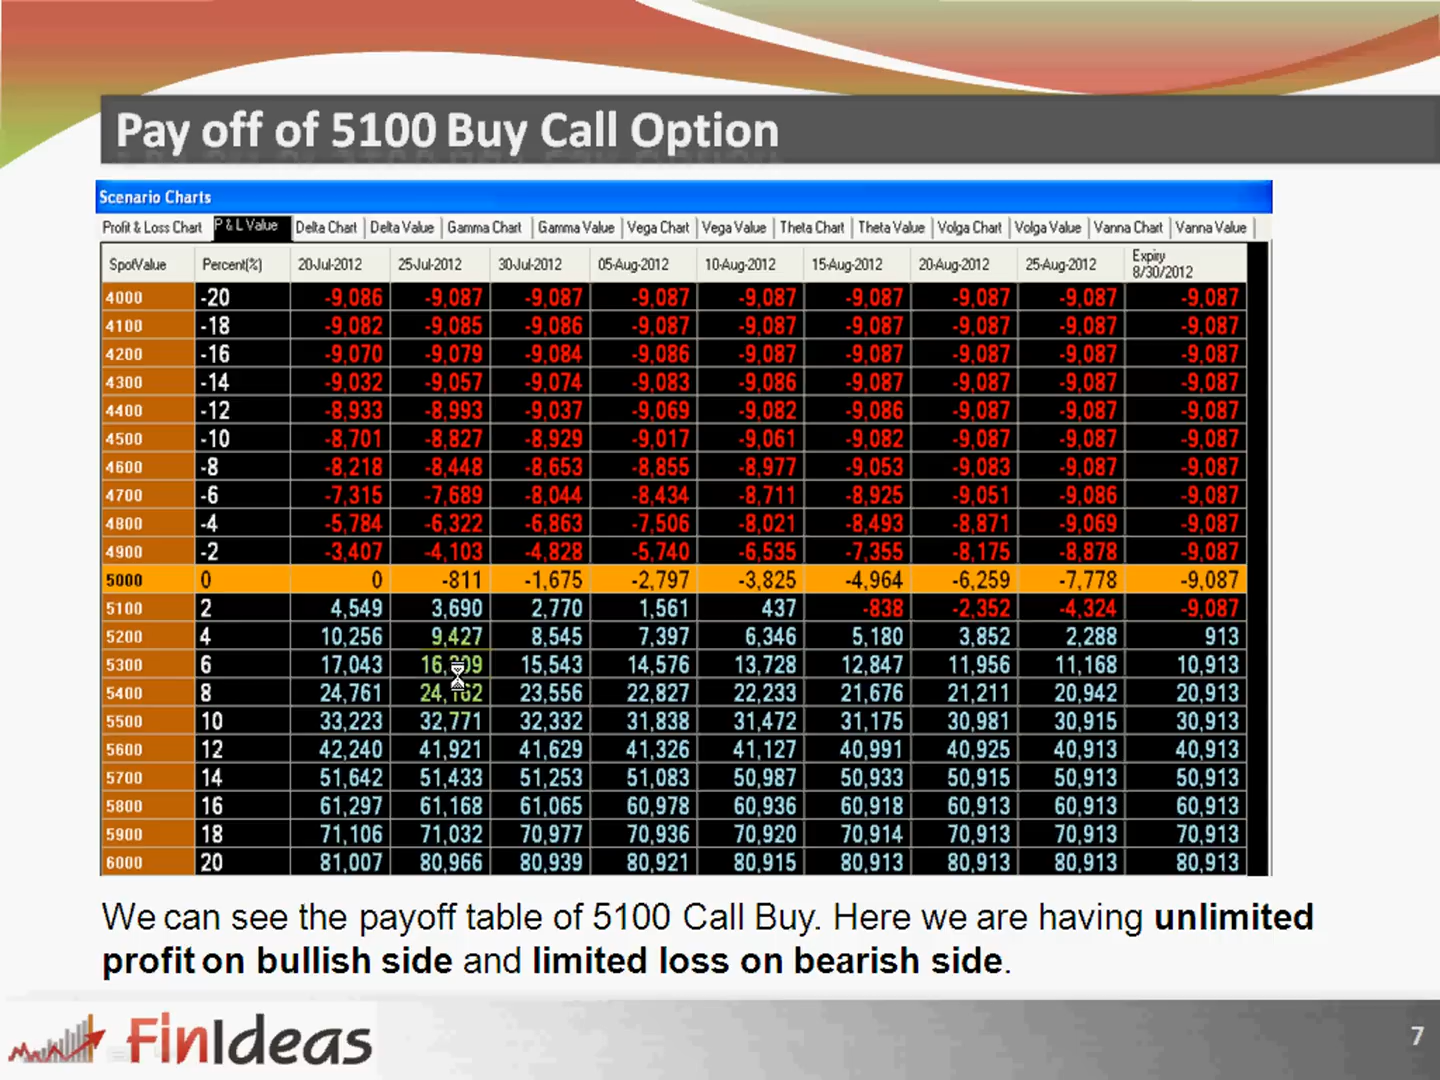 Pay off of 5100 Buy Call Option
Scenario Charts
Profit & Loss Chart P & L Value Delta Chart Delta Value Gamma Chart Gamma Value Vega Chart Vega Value Theta Chart Theta Value Volga Chart Volga Value Vanna Chart Vanna Value
SpotValue Percent(%) 20-Jul-2012 25-Jul-2012 30-Jul-2012 05-Aug-2012 10-Aug-2012 15-Aug-2012 20-Aug-2012 25-Aug-2012 Expiry 8/30/2012
4000 -20 -9,086 -9,087 -9,087 -9,087 -9,087 -9,087 -9,087 -9,087 -9,087
4100 -18 -9,082 -9,085 -9,086 -9,087 -9,087 -9,087 -9,087 -9,087 -9,087
4200 -16 -9,070 -9,079 -9,084 -9,086 -9,087 -9,087 -9,087 -9,087 -9,087
4300 -14 -9,032 -9,057 -9,074 -9,083 -9,086 -9,087 -9,087 -9,087 -9,087
4400 -12 -8,933 -8,993 -9,037 -9,069 -9,082 -9,086 -9,087 -9,087 -9,087
4500 -10 -8,701 -8,827 -8,929 -9,017 -9,061 -9,082 -9,087 -9,087 -9,087
4600 -8 -8,218 -8,448 -8,653 -8,855 -8,977 -9,053 -9,083 -9,087 -9,087
4700 -6 -7,315 -7,689 -8,044 -8,434 -8,711 -8,925 -9,051 -9,086 -9,087
4800 -4 -5,784 -6,322 -6,863 -7,506 -8,021 -8,493 -8,871 -9,069 -9,087
4900 -2 -3,407 -4,103 -4,828 -5,740 -6,535 -7,355 -8,175 -8,878 -9,087
5000 0 0 -811 -1,675 -2,797 -3,825 -4,964 -6,259 -7,778 -9,087
5100 2 4,549 3,690 2,770 1,561 437 -838 -2,352 -4,324 -9,087
5200 4 10,256 9,427 8,545 7,397 6,346 5,180 3,852 2,288 913
5300 6 17,043 15,543 14,576 13,728 12,847 11,956 11,168 10,913
5400 8 24,761 23,556 22,827 22,233 21,676 21,211 20,942 20,913
5500 10 33,223 32,771 32,332 31,838 31,472 31,175 30,981 30,915 30,913
5600 12 42,240 41,921 41,629 41,326 41,127 40,991 40,925 40,913 40,913
5700 14 51,642 51,433 51,253 51,083 50,987 50,933 50,915 50,913 50,913
5800 16 61,297 61,168 61,065 60,978 60,936 60,918 60,913 60,913 60,913
5900 18 71,106 71,032 70,977 70,936 70,920 70,914 70,913 70,913 70,913
6000 20 81,007 80,966 80,939 80,921 80,915 80,913 80,913 80,913 80,913
We can see the payoff table of 5100 Call Buy. Here we are having unlimited
profit on bullish side and limited loss on bearish side.
FinIdeas
7